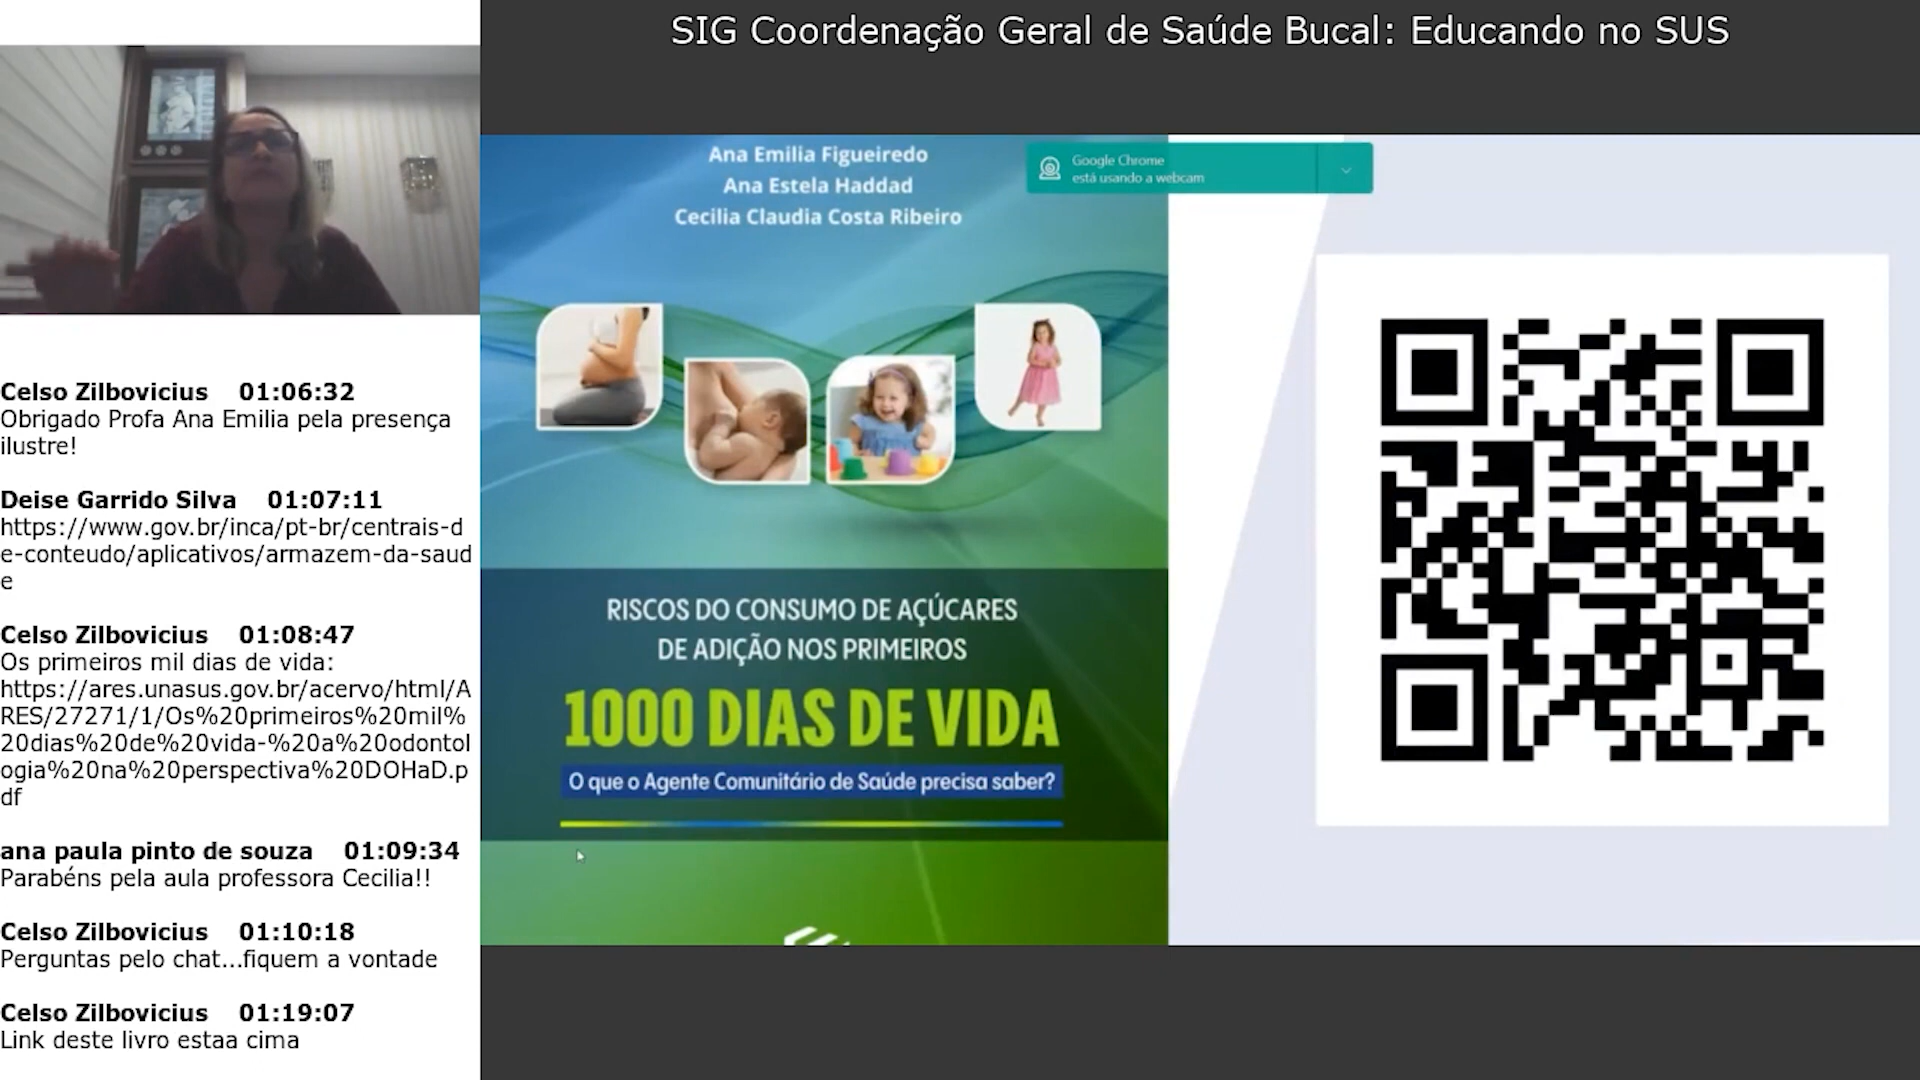 SIG Coordenação Geral de Saúde Bucal: Educando no SUS
Celso Zilbovicius 01:06:32
Obrigado Profa Ana Emilia pela presença
ilustre!
Deise Garrido Silva 01:07:11
https://www.gov.br/inca/pt-br/centrais-d
e-conteudo/aplicativos/armazem-da-saud
e
Celso Zilbovicius 01:08:47
Os primeiros mil dias de vida:
https://ares.unasus.gov.br/acervo/html/A
RES/27271/1/Os%20primeiros%20mil%
20dias%20de%20vida-%20a%20odontol
ogia%20na%20perspectiva%20DOHaD.p
df
ana paula pinto de souza 01:09:34
Parabéns pela aula professora Cecilia!!
Celso Zilbovicius 01:10:18
Perguntas pelo chat...fiquem a vontade
Celso Zilbovicius 01:19:07
Link deste livro estaa cima
Ana Emilia Figueiredo
Ana Estela Haddad
Cecilia Claudia Costa Ribeiro
Google Chrome
está usando a webcam
RISCOS DO CONSUMO DE AÇÚCARES
DE ADIÇÃO NOS PRIMEIROS
1000 DIAS DE VIDA
O que o Agente Comunitário de Saúde precisa saber?